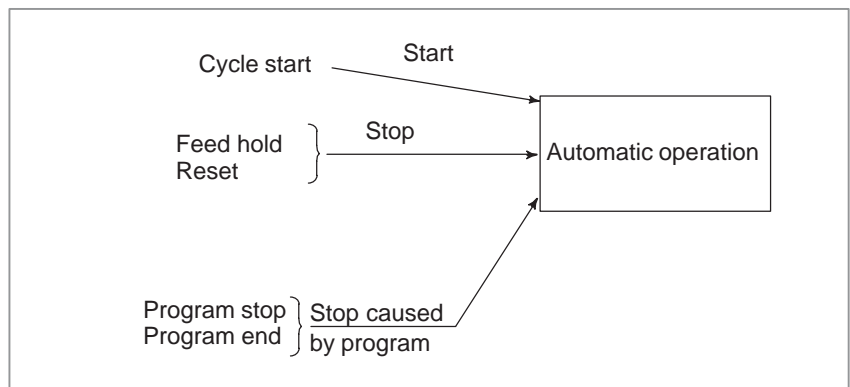 Start
Cycle start
Stop
Feed hold
Reset
Automatic operation
Program stop
Program end
Stop caused
by program